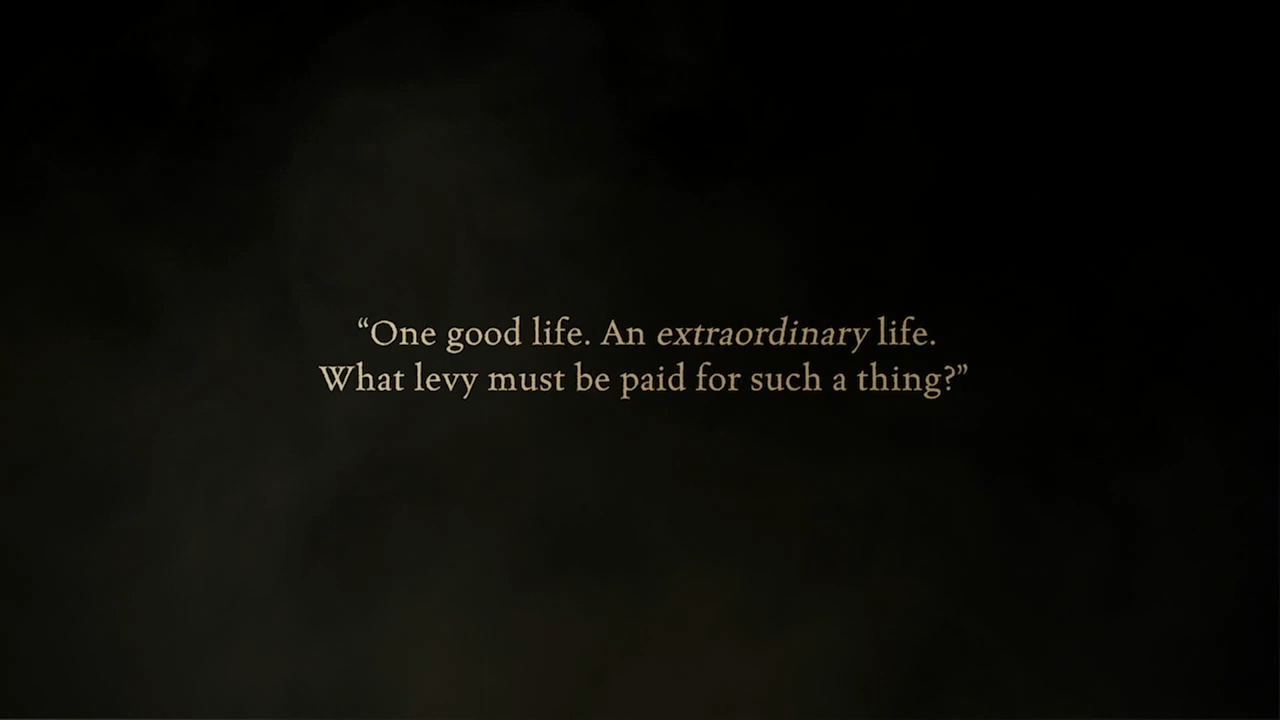 “One good life. An extraordinary life.
What levy must be paid for such a thing?”